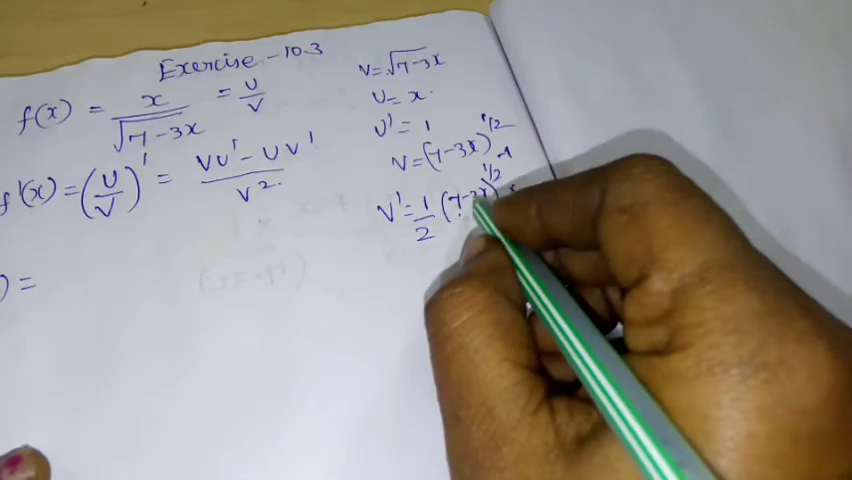 Exercise - 10.3
f(x) = x / √7-3x = U / V
f'(x) = (U/V)' = VU' - UV' / V².
) =
V = √7-3x
U = x.
U' = 1
V = (7-3x)^1/2
V' = 1/2 (7-3x)^1/2-1